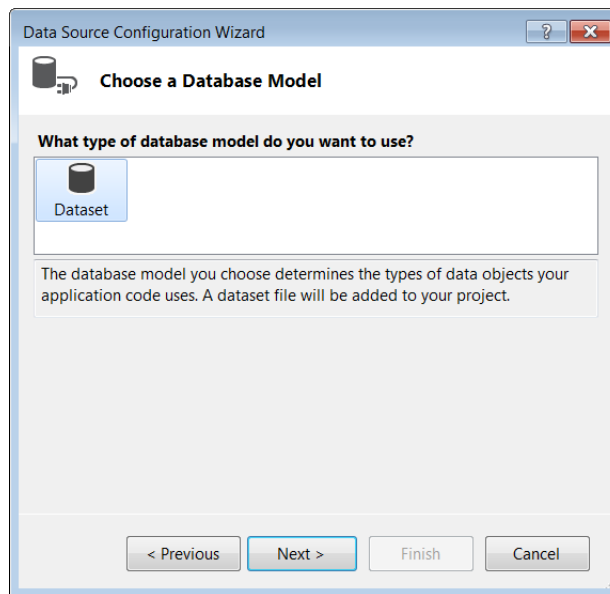 Data Source Configuration Wizard
?
Choose a Database Model
What type of database model do you want to use?
Dataset
The database model you choose determines the types of data objects your
application code uses. A dataset file will be added to your project.
< Previous
Next >
Finish
Cancel